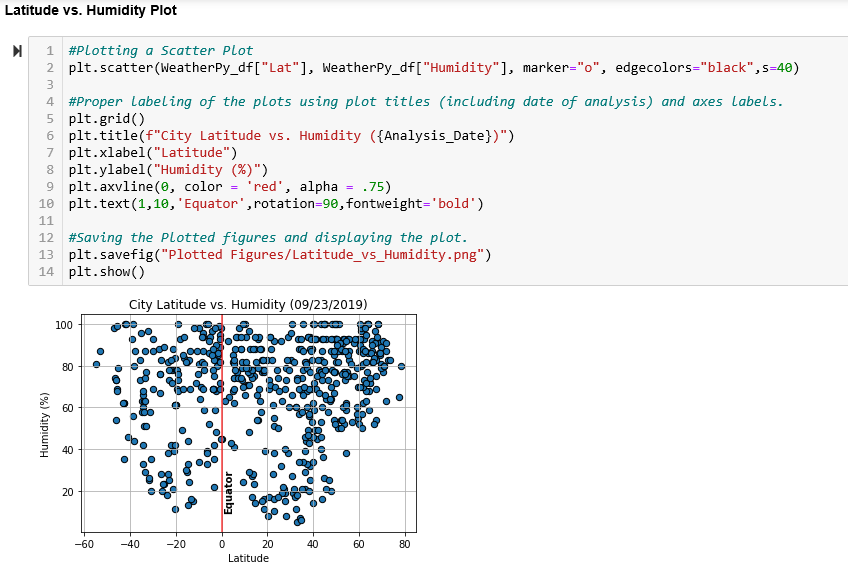 Latitude vs. Humidity Plot
1 #Plotting a Scatter Plot
2 plt.scatter(WeatherPy_df["Lat"], WeatherPy_df["Humidity"], marker="o", edgecolors="black",s=40)
3
4 #Proper labeling of the plots using plot titles (including date of analysis) and axes labels.
5 plt.grid()
6 plt.title(f"City Latitude vs. Humidity ({Analysis_Date})")
7 plt.xlabel("Latitude")
8 plt.ylabel("Humidity (%)")
9 plt.axvline(0, color = 'red', alpha = .75)
10 plt.text(1,10,'Equator',rotation=90,fontweight='bold')
11
12 #Saving the Plotted figures and displaying the plot.
13 plt.savefig("Plotted Figures/Latitude_vs_Humidity.png")
14 plt.show()
City Latitude vs. Humidity (09/23/2019)
100
80
60
40
20
Humidity (%)
Equator
−60 −40 −20 0 20 40 60 80
Latitude